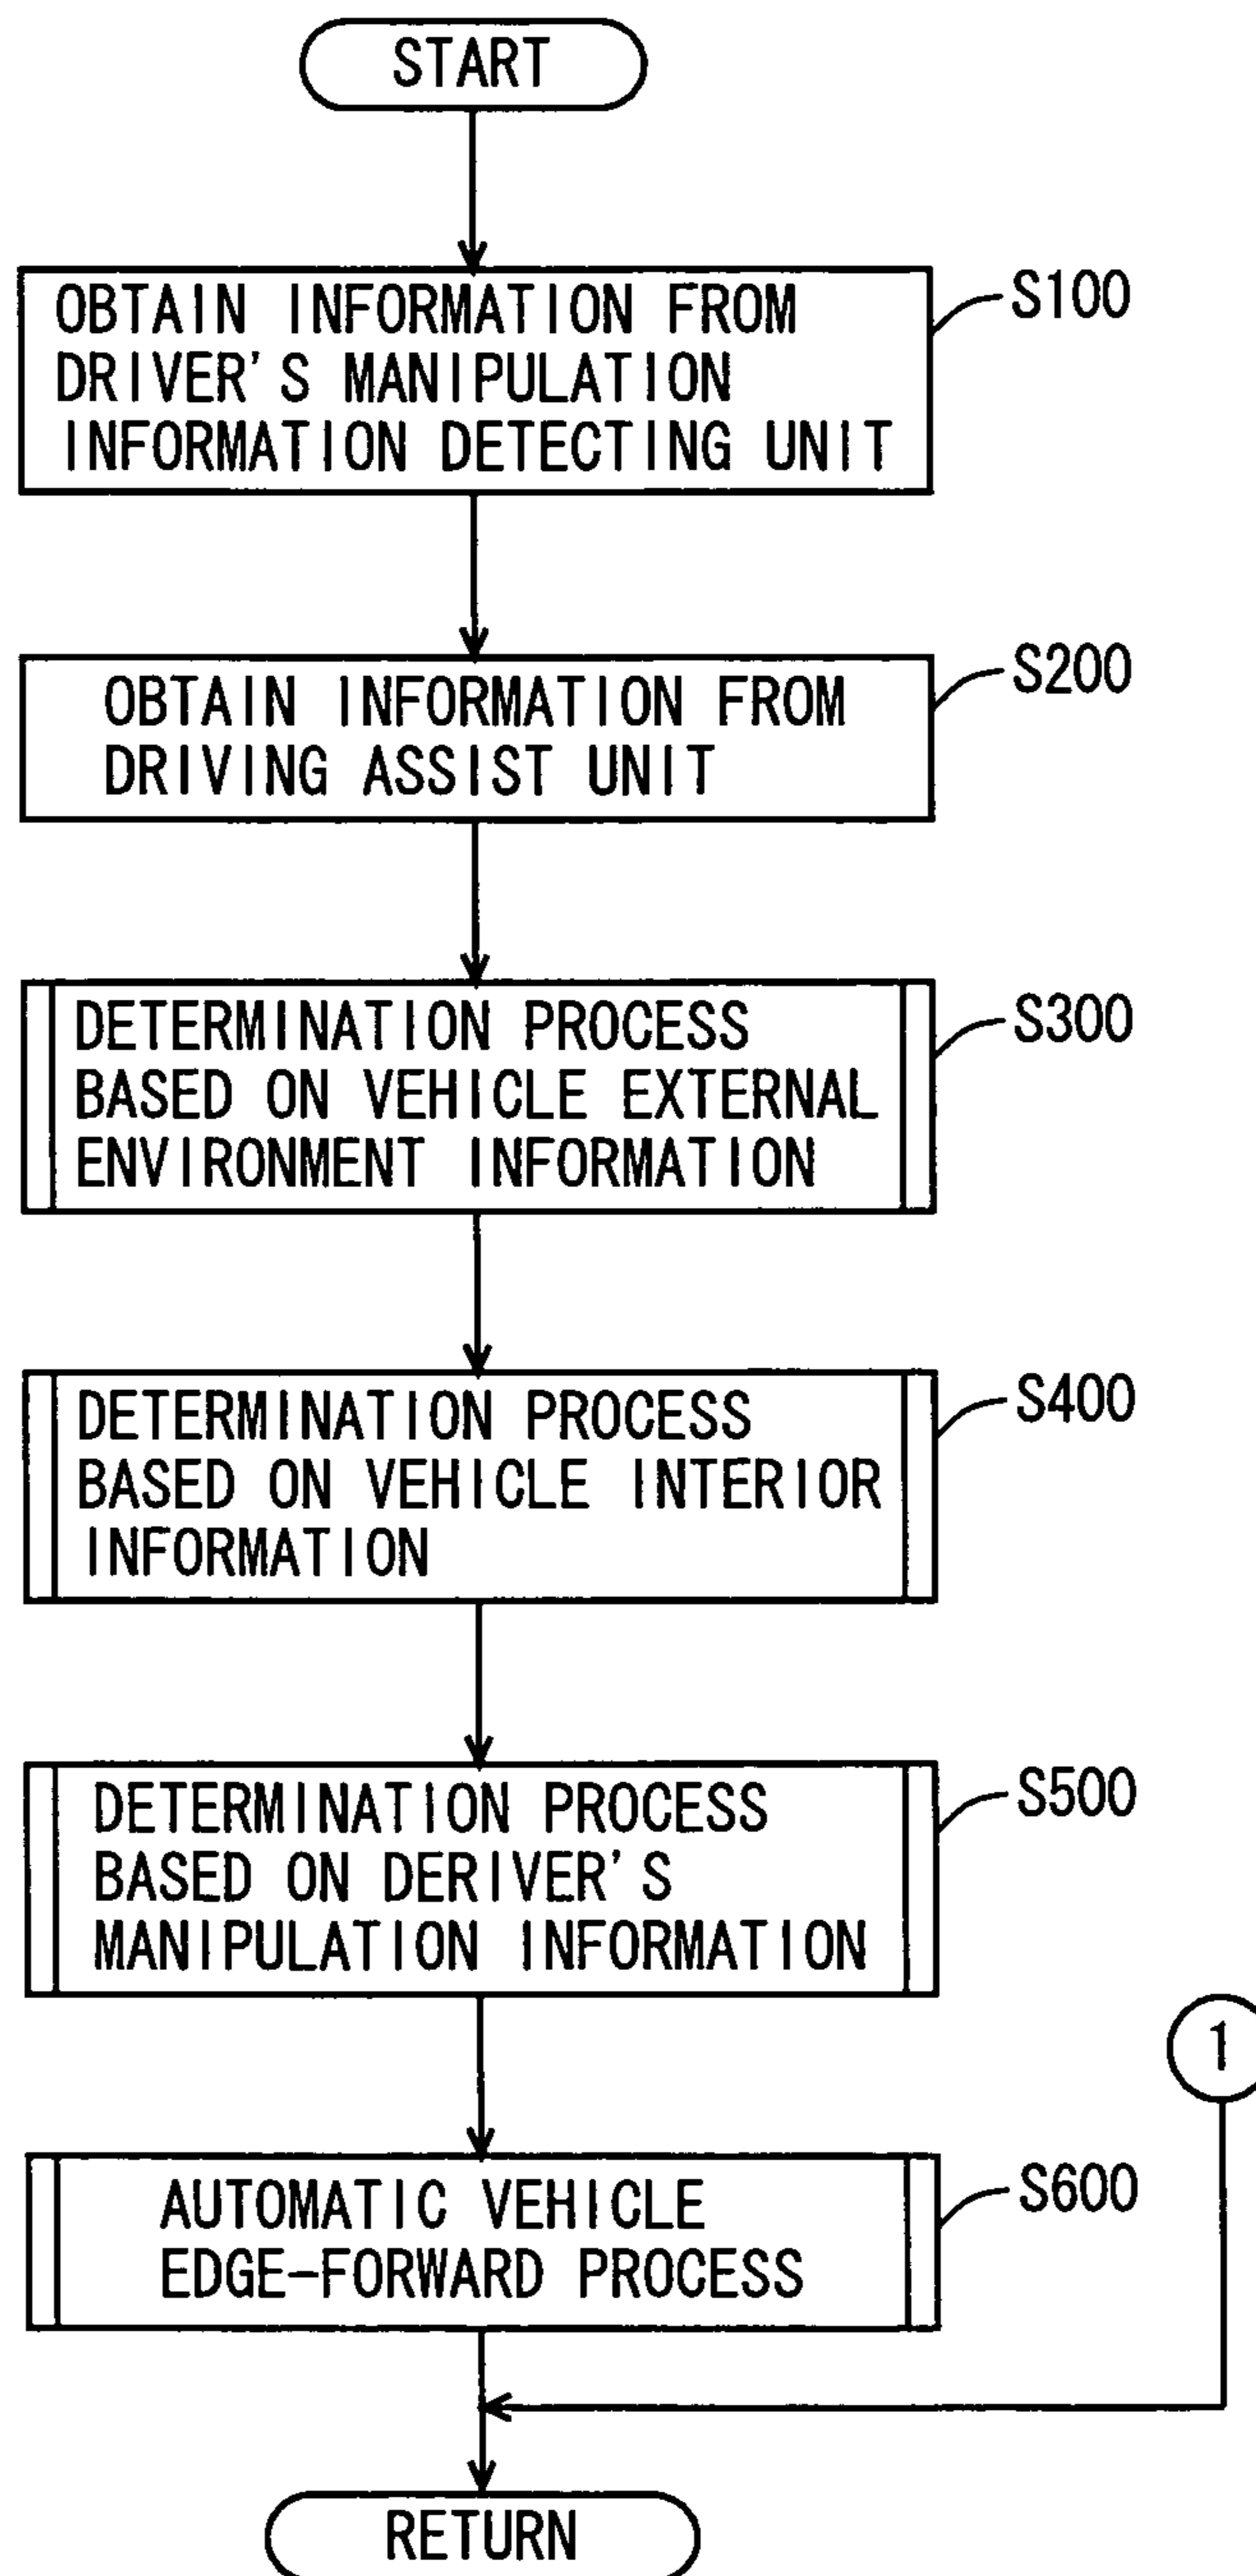 START
OBTAIN INFORMATION FROM
DRIVER'S MANIPULATION
INFORMATION DETECTING UNIT
S100
OBTAIN INFORMATION FROM
DRIVING ASSIST UNIT
S200
DETERMINATION PROCESS
BASED ON VEHICLE EXTERNAL
ENVIRONMENT INFORMATION
S300
DETERMINATION PROCESS
BASED ON VEHICLE INTERIOR
INFORMATION
S400
DETERMINATION PROCESS
BASED ON DERIVER'S
MANIPULATION INFORMATION
S500
1
AUTOMATIC VEHICLE
EDGE-FORWARD PROCESS
S600
RETURN